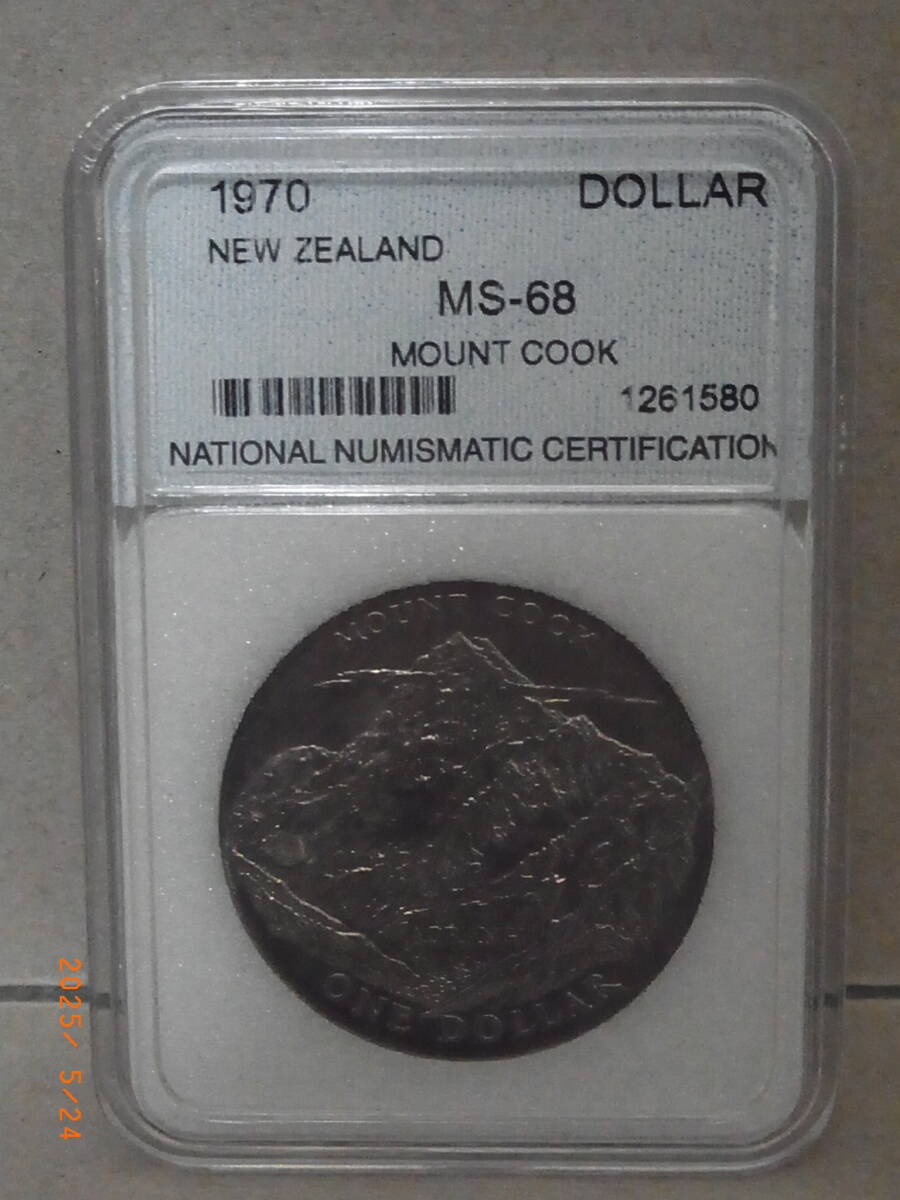 1970 DOLLAR
NEW ZEALAND
MS-68
MOUNT COOK
1261580
NATIONAL NUMISMATIC CERTIFICATION
MOUNT COOK
ONE DOLLAR
2025/ 5/24